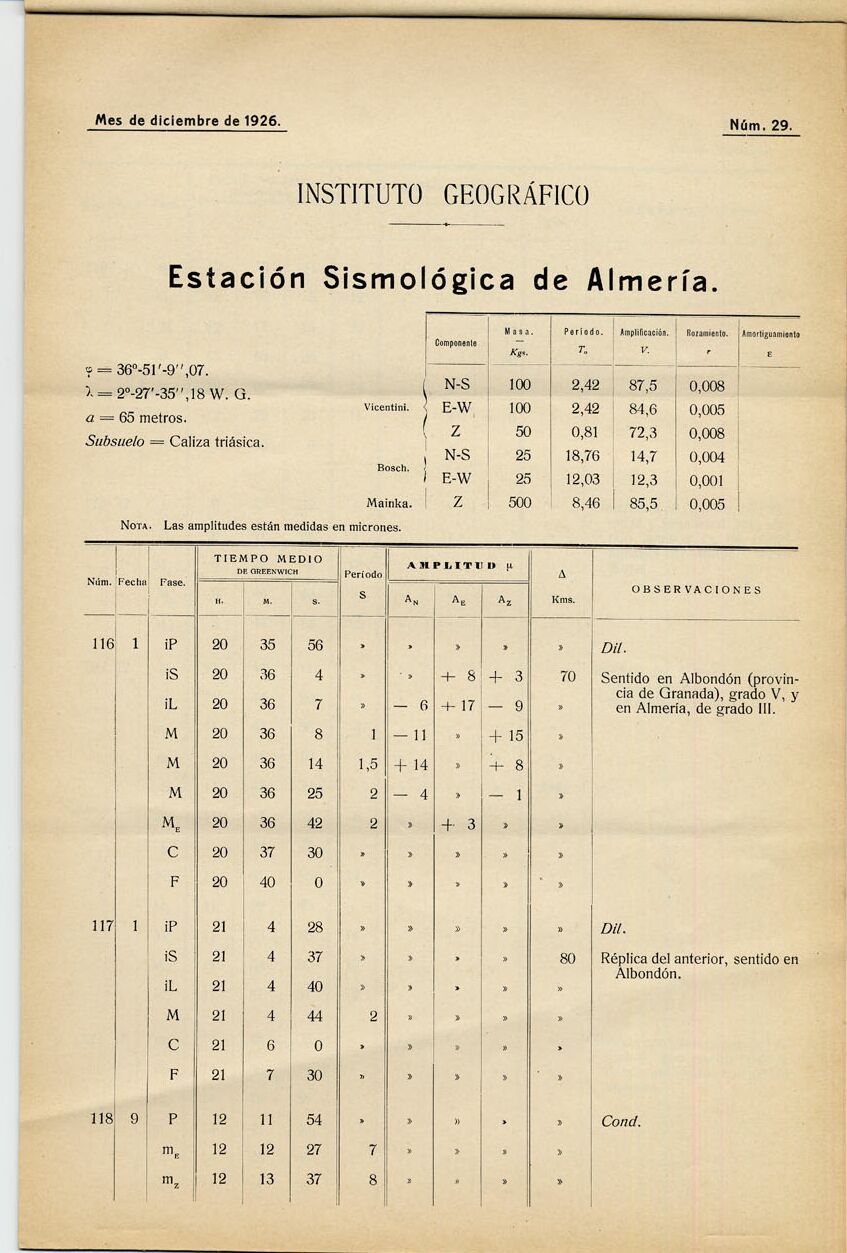 Mes de diciembre de 1926.
Núm. 29.
INSTITUTO GEOGRÁFICO
Estación Sismológica de Almería.
φ = 36º-51'-9'',07.
λ = 2º-27'-35'',18 W. G.
a = 65 metros.
Subsuelo = Caliza triásica.
Componente Masa. — Kgs. Período. T₀ Amplificación. V. Rozamiento. r Amortiguamiento ε
Vicentini.
N-S 100 2,42 87,5 0,008
E-W 100 2,42 84,6 0,005
Z 50 0,81 72,3 0,008
Bosch.
N-S 25 18,76 14,7 0,004
E-W 25 12,03 12,3 0,001
Mainka. Z 500 8,46 85,5 0,005
NOTA. Las amplitudes están medidas en micrones.
Núm. Fecha Fase. TIEMPO MEDIO DE GREENWICH H. M. S. Período S AMPLITUD μ A_N A_E A_Z Δ Kms. OBSERVACIONES
116 1 iP 20 35 56 » » » » » Dil.
iS 20 36 4 » » + 8 + 3 70 Sentido en Albondón (provin-
cia de Granada), grado V, y
iL 20 36 7 » — 6 + 17 — 9 » en Almería, de grado III.
M 20 36 8 1 — 11 » + 15 »
M 20 36 14 1,5 + 14 » + 8 »
M 20 36 25 2 — 4 » — 1 »
M_E 20 36 42 2 » + 3 » »
C 20 37 30 » » » » »
F 20 40 0 » » » » »
117 1 iP 21 4 28 » » » » » Dil.
iS 21 4 37 » » » » 80 Réplica del anterior, sentido en
Albondón.
iL 21 4 40 » » » » »
M 21 4 44 2 » » » »
C 21 6 0 » » » » »
F 21 7 30 » » » » »
118 9 P 12 11 54 » » » » » Cond.
m_E 12 12 27 7 » » » »
m_Z 12 13 37 8 » » » »